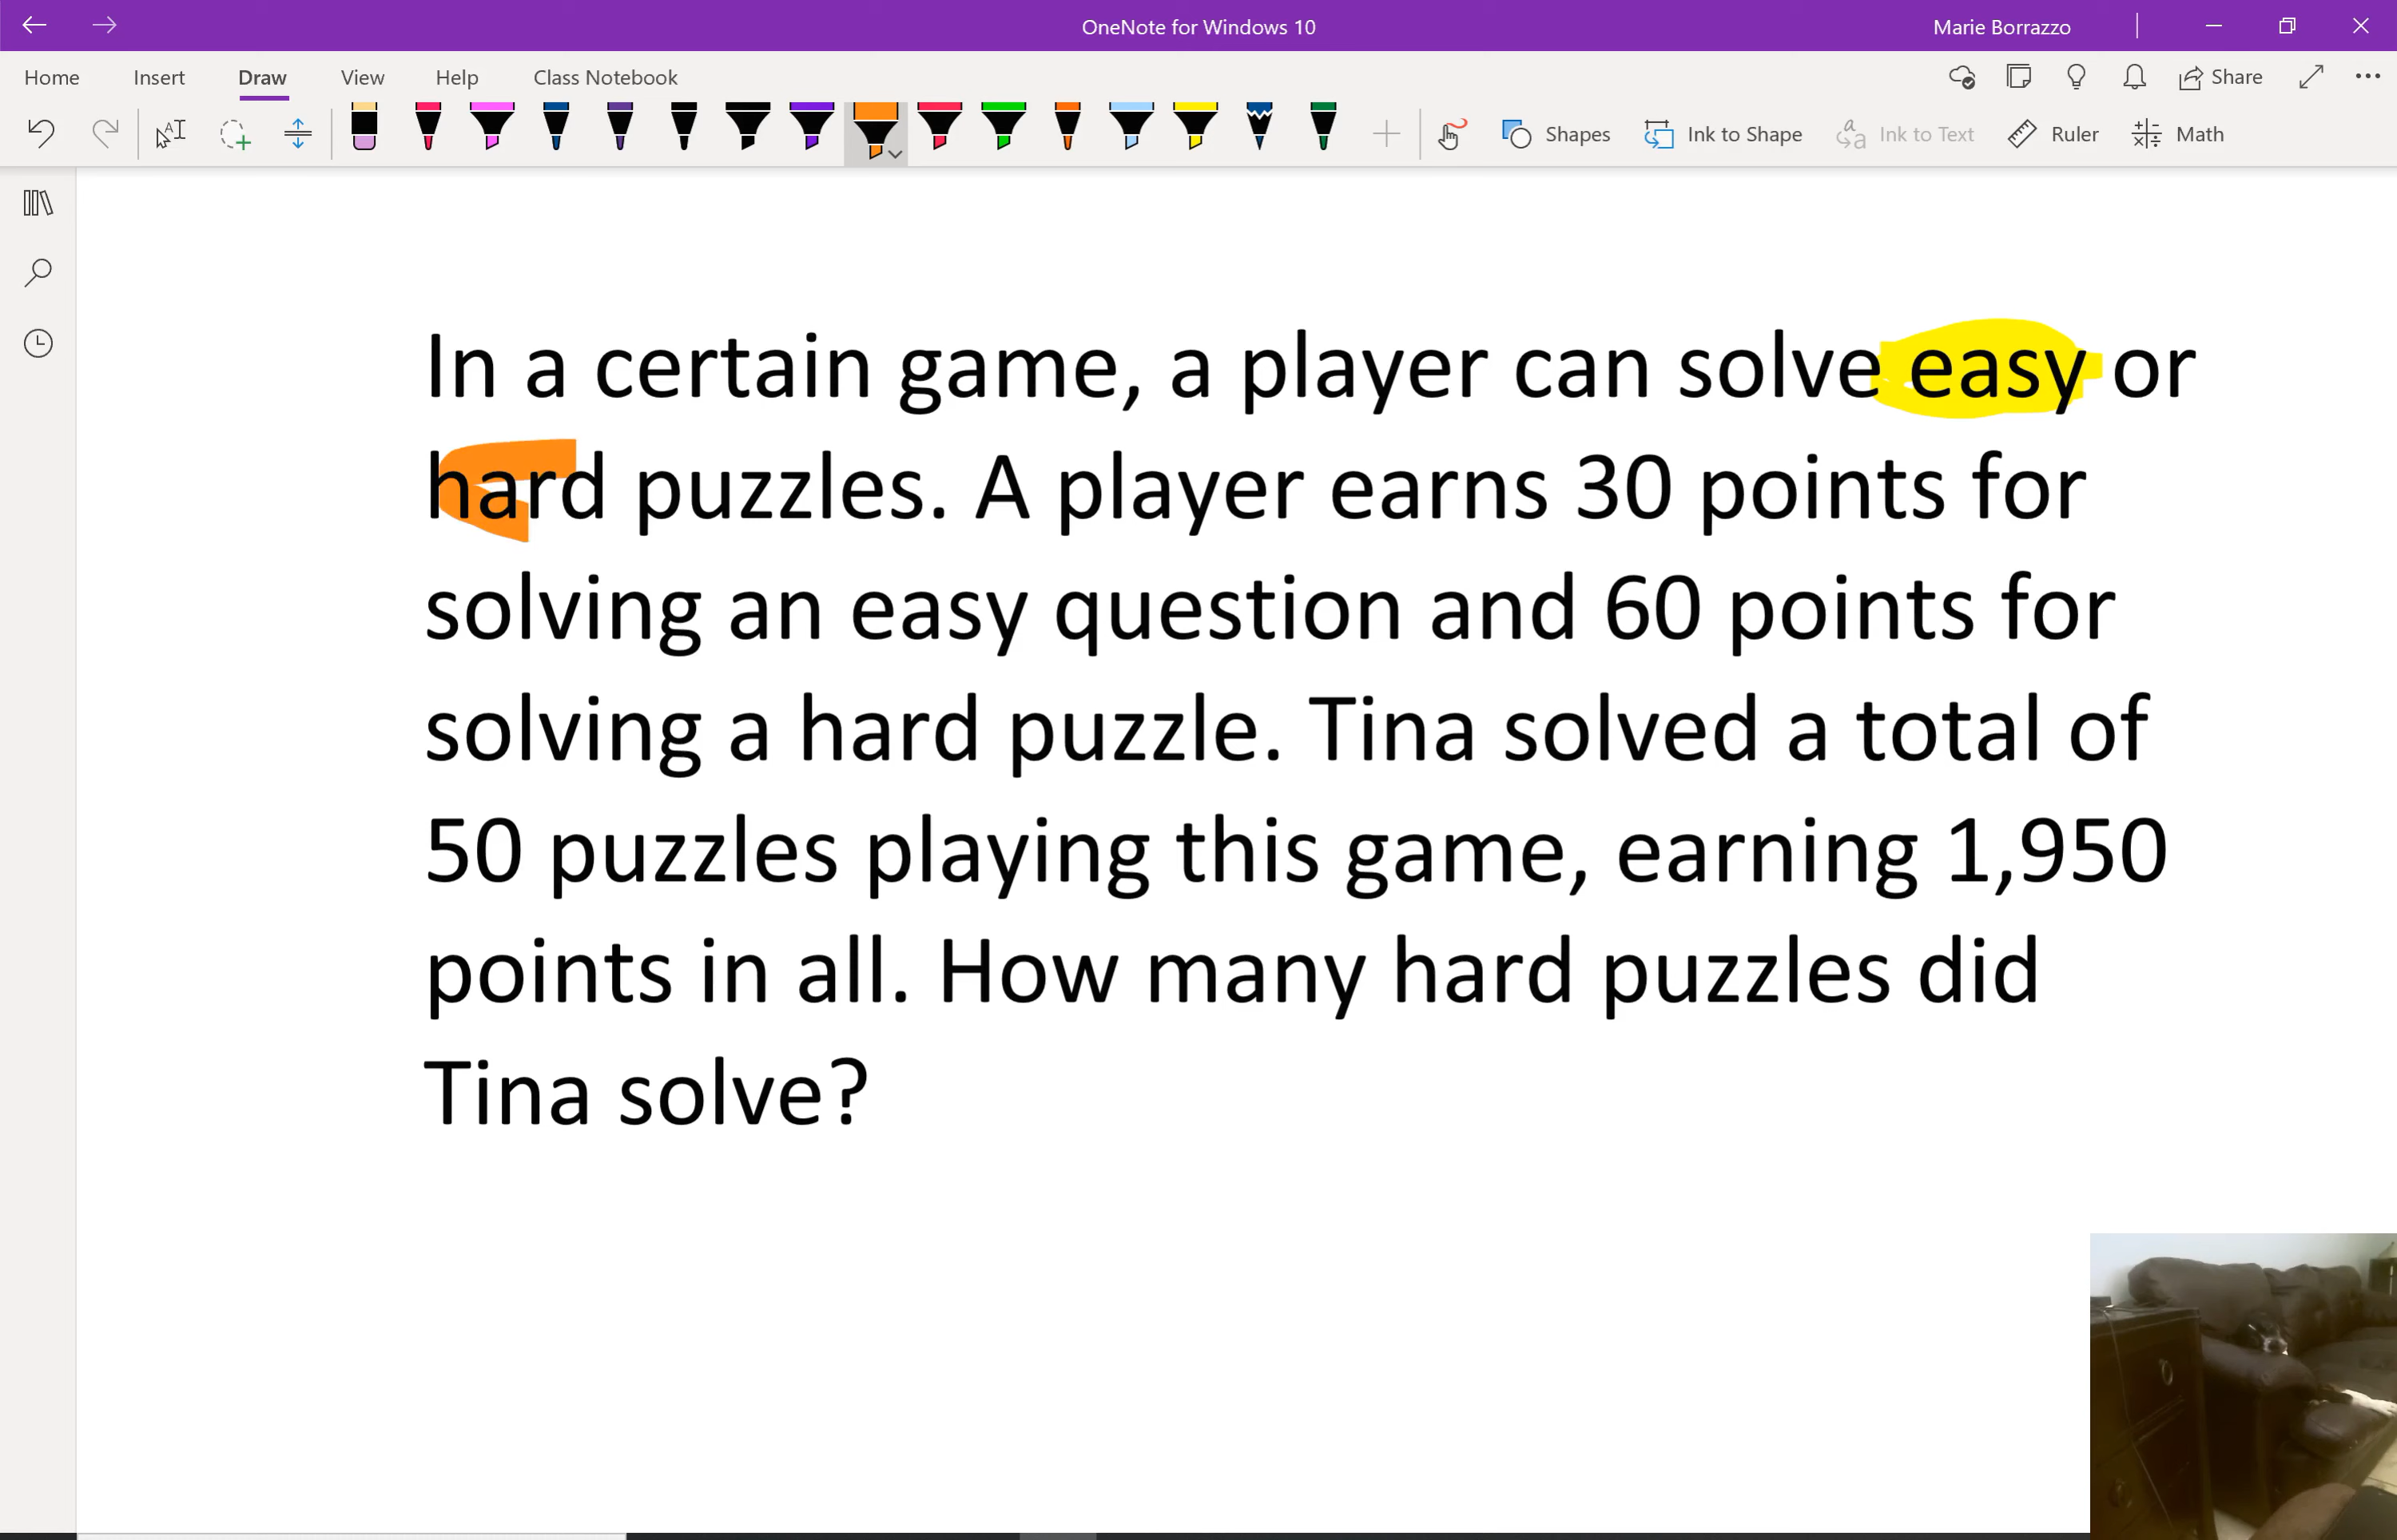 OneNote for Windows 10
Marie Borrazzo
Home Insert Draw View Help Class Notebook
Share
Shapes Ink to Shape Ink to Text Ruler Math
In a certain game, a player can solve easy or
hard puzzles. A player earns 30 points for
solving an easy question and 60 points for
solving a hard puzzle. Tina solved a total of
50 puzzles playing this game, earning 1,950
points in all. How many hard puzzles did
Tina solve?